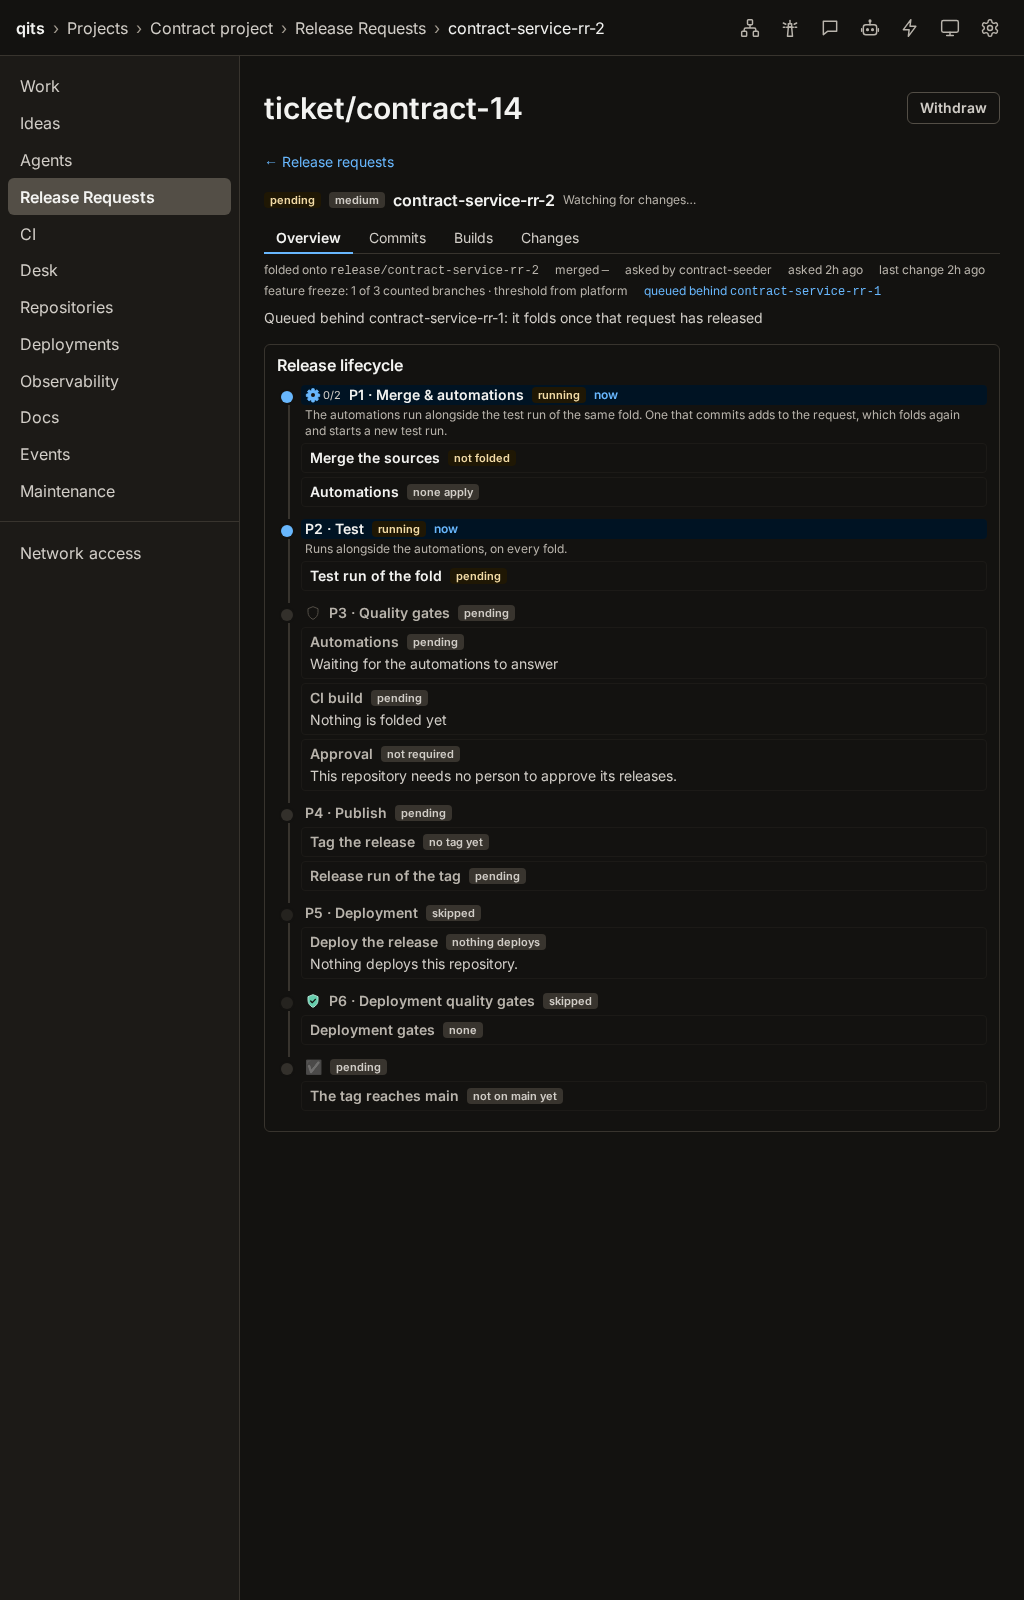 qits › Projects › Contract project › Release Requests › contract-service-rr-2
Work
Ideas
Agents
Release Requests
CI
Desk
Repositories
Deployments
Observability
Docs
Events
Maintenance
Network access
ticket/contract-14
Withdraw
← Release requests
pending medium contract-service-rr-2 Watching for changes…
Overview Commits Builds Changes
folded onto release/contract-service-rr-2 merged — asked by contract-seeder asked 2h ago last change 2h ago
feature freeze: 1 of 3 counted branches · threshold from platform queued behind contract-service-rr-1
Queued behind contract-service-rr-1: it folds once that request has released
Release lifecycle
0/2 P1 · Merge & automations running now
The automations run alongside the test run of the same fold. One that commits adds to the request, which folds again
and starts a new test run.
Merge the sources not folded
Automations none apply
P2 · Test running now
Runs alongside the automations, on every fold.
Test run of the fold pending
P3 · Quality gates pending
Automations pending
Waiting for the automations to answer
CI build pending
Nothing is folded yet
Approval not required
This repository needs no person to approve its releases.
P4 · Publish pending
Tag the release no tag yet
Release run of the tag pending
P5 · Deployment skipped
Deploy the release nothing deploys
Nothing deploys this repository.
P6 · Deployment quality gates skipped
Deployment gates none
pending
The tag reaches main not on main yet